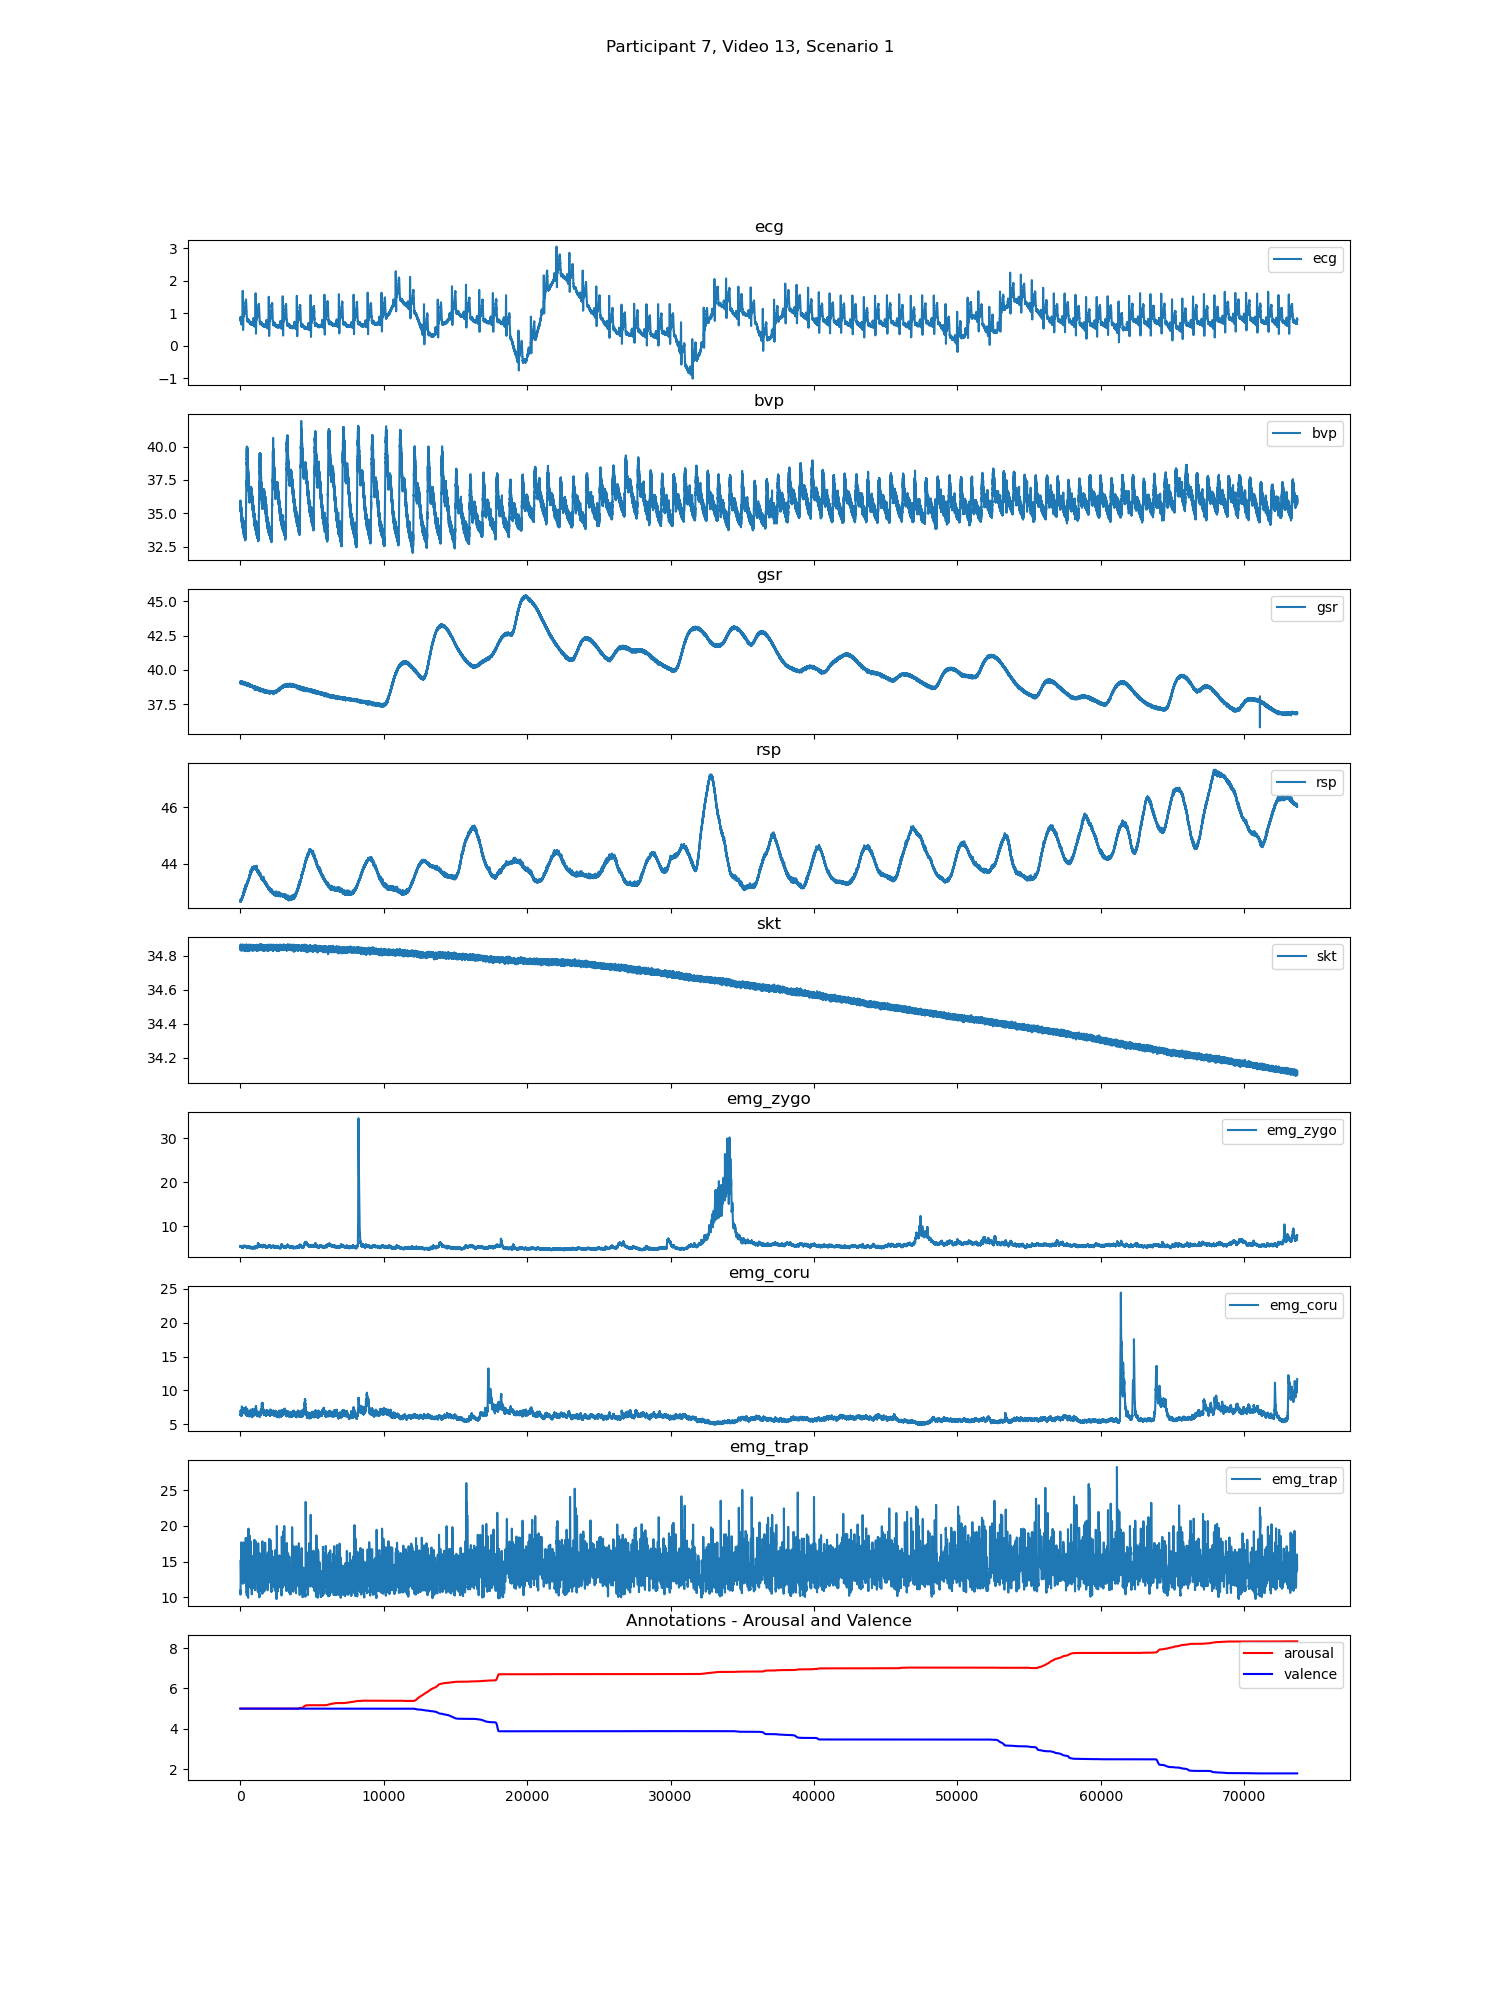 Participant 7, Video 13, Scenario 1
ecg
3
2
1
0
−1
ecg
bvp
40.0
37.5
35.0
32.5
bvp
gsr
45.0
42.5
40.0
37.5
gsr
rsp
46
44
rsp
skt
34.8
34.6
34.4
34.2
skt
emg_zygo
30
20
10
emg_zygo
emg_coru
25
20
15
10
5
emg_coru
emg_trap
25
20
15
10
emg_trap
Annotations - Arousal and Valence
8
6
4
2
arousal
valence
0 10000 20000 30000 40000 50000 60000 70000